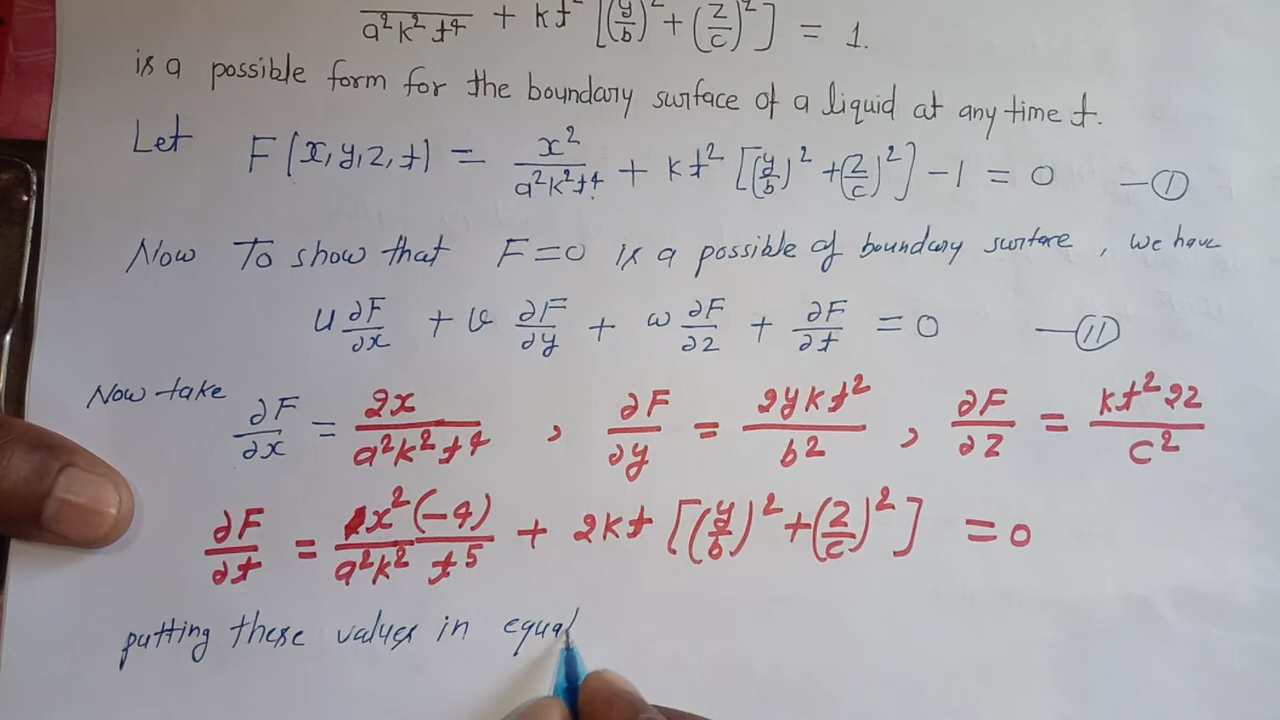 a²k²t⁴ + kt² [(y/b)² + (z/c)²] = 1.
is a possible form for the boundary surface of a liquid at any time t.
Let F(x,y,z,t) = x²/a²k²t⁴ + kt² [(y/b)² + (z/c)²] - 1 = 0 — (I)
Now To show that F=0 is a possible of boundary surface, we have
u ∂F/∂x + v ∂F/∂y + w ∂F/∂z + ∂F/∂t = 0 — (II)
Now take ∂F/∂x = 2x/a²k²t⁴ , ∂F/∂y = 2ykt²/b² , ∂F/∂z = kt²2z/c²
∂F/∂t = x²(-4)/a²k² t⁵ + 2kt [(y/b)² + (z/c)²] = 0
putting these values in equal